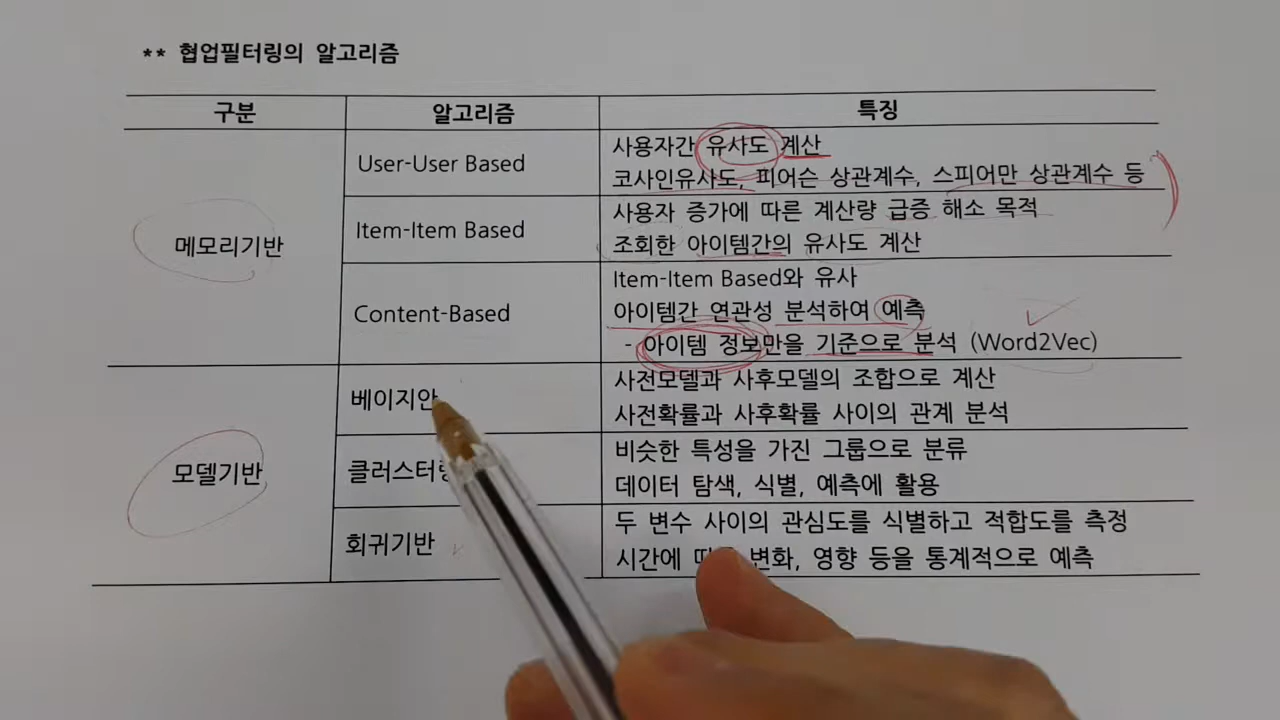 ** 협업필터링의 알고리즘
구분 알고리즘 특징
메모리기반
User-User Based
사용자간 유사도 계산
코사인유사도, 피어슨 상관계수, 스피어만 상관계수 등
Item-Item Based
사용자 증가에 따른 계산량 급증 해소 목적
조회한 아이템간의 유사도 계산
Content-Based
Item-Item Based와 유사
아이템간 연관성 분석하여 예측
- 아이템 정보만을 기준으로 분석 (Word2Vec)
모델기반
베이지안
사전모델과 사후모델의 조합으로 계산
사전확률과 사후확률 사이의 관계 분석
클러스터링
비슷한 특성을 가진 그룹으로 분류
데이터 탐색, 식별, 예측에 활용
회귀기반
두 변수 사이의 관심도를 식별하고 적합도를 측정
시간에 변화, 영향 등을 통계적으로 예측